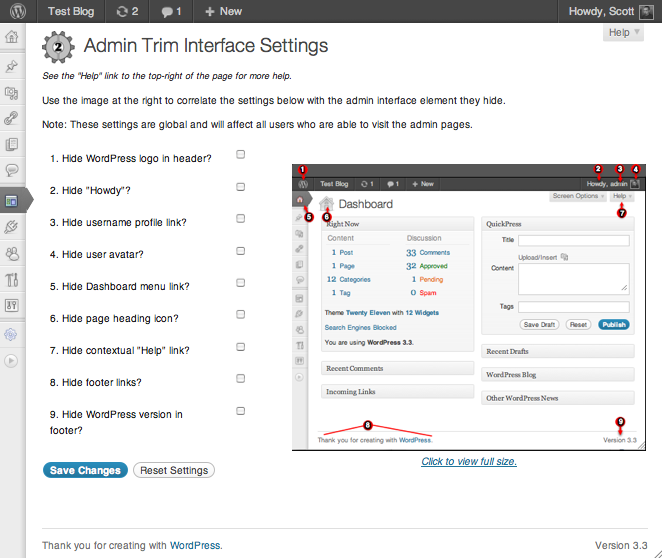 Test Blog 2 1 + New Howdy, Scott
Help
2 Admin Trim Interface Settings
See the "Help" link to the top-right of the page for more help.
Use the image at the right to correlate the settings below with the admin interface element they hide.
Note: These settings are global and will affect all users who are able to visit the admin pages.
1. Hide WordPress logo in header?
2. Hide "Howdy"?
3. Hide username profile link?
4. Hide user avatar?
5. Hide Dashboard menu link?
6. Hide page heading icon?
7. Hide contextual "Help" link?
8. Hide footer links?
9. Hide WordPress version in
footer?
Save Changes Reset Settings
1 2 3 4
Test Blog 1 1 + New Howdy, admin
Screen Options Help
5 6 Dashboard 7
Right Now
Content Discussion
1 Post 33 Comments
1 Page 32 Approved
12 Categories 1 Pending
1 Tag 0 Spam
Theme Twenty Eleven with 12 Widgets
Search Engines Blocked
You are using WordPress 3.3.
Recent Comments
Incoming Links
QuickPress
Title
Upload/Insert
Content
Tags
Save Draft Reset Publish
Recent Drafts
WordPress Blog
Other WordPress News
8 9
Thank you for creating with WordPress. Version 3.3
Click to view full size.
Thank you for creating with WordPress. Version 3.3